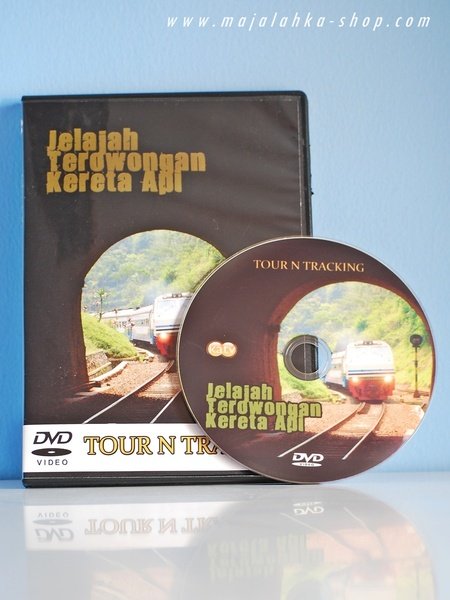 www.majalahka-shop.com
Jelajah
Terowongan
Kereta Api
DVD
VIDEO
TOUR N TRA
TOUR N TRACKING
Jelajah
Terowongan
Kereta Api
DVD
VIDEO